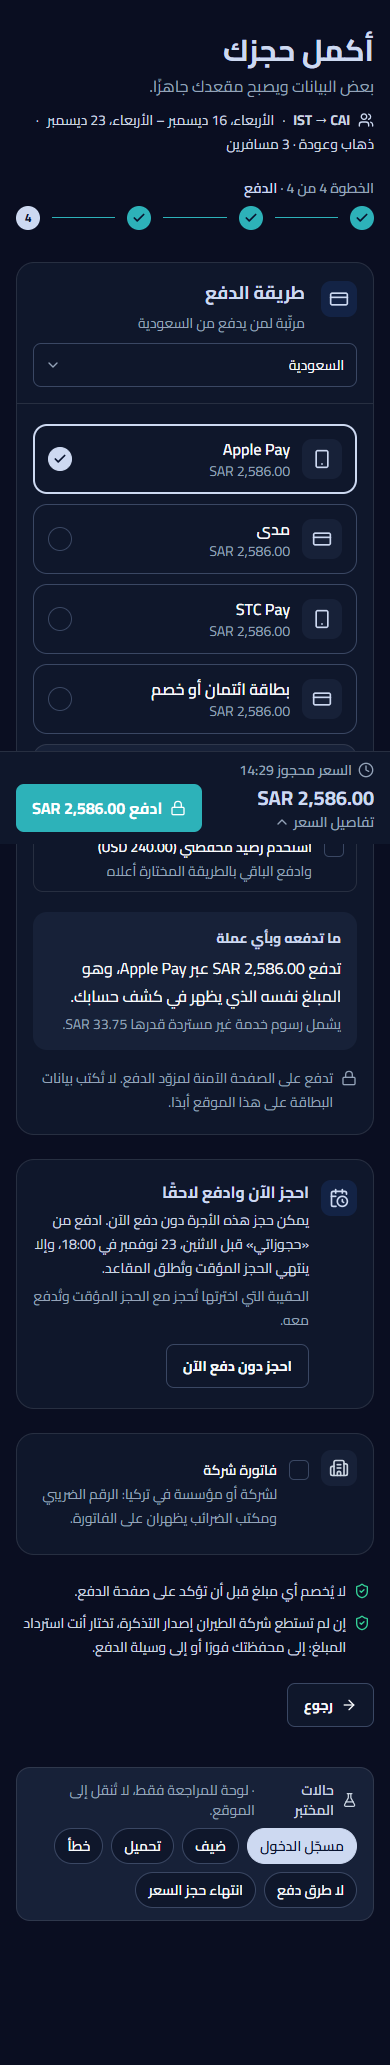 أكمل حجزك
بعض البيانات ويصبح مقعدك جاهزًا.
IST → CAI · الأربعاء، 16 ديسمبر – الأربعاء، 23 ديسمبر ·
ذهاب وعودة · 3 مسافرين
الخطوة 4 من 4 · الدفع
4
طريقة الدفع
مرتّبة لمن يدفع من السعودية
السعودية
Apple Pay
SAR 2,586.00
مدى
SAR 2,586.00
STC Pay
SAR 2,586.00
بطاقة ائتمان أو خصم
SAR 2,586.00
السعر محجوز 14:29
SAR 2,586.00
تفاصيل السعر
ادفع SAR 2,586.00
استخدم رصيد محفظتي (USD 240.00)
وادفع الباقي بالطريقة المختارة أعلاه
ما تدفعه وبأي عملة
تدفع SAR 2,586.00 عبر Apple Pay، وهو
المبلغ نفسه الذي يظهر في كشف حسابك.
يشمل رسوم خدمة غير مستردة قدرها SAR 33.75.
تدفع على الصفحة الآمنة لمزوّد الدفع. لا تُكتب بيانات
البطاقة على هذا الموقع أبدًا.
احجز الآن وادفع لاحقًا
يمكن حجز هذه الأجرة دون دفع الآن. ادفع من
«حجوزاتي» قبل الاثنين، 23 نوفمبر في 18:00، وإلا
ينتهي الحجز المؤقت وتُطلق المقاعد.
الحقيبة التي اخترتها تُحجز مع الحجز المؤقت وتُدفع
معه.
احجز دون دفع الآن
فاتورة شركة
لشركة أو مؤسسة في تركيا: الرقم الضريبي
ومكتب الضرائب يظهران على الفاتورة.
لا يُخصم أي مبلغ قبل أن تؤكد على صفحة الدفع.
إن لم تستطع شركة الطيران إصدار التذكرة، تختار أنت استرداد
المبلغ: إلى محفظتك فورًا أو إلى وسيلة الدفع.
رجوع
حالات المختبر · لوحة للمراجعة فقط، لا تُنقل إلى الموقع.
مسجّل الدخول
ضيف
تحميل
خطأ
لا طرق دفع
انتهاء حجز السعر